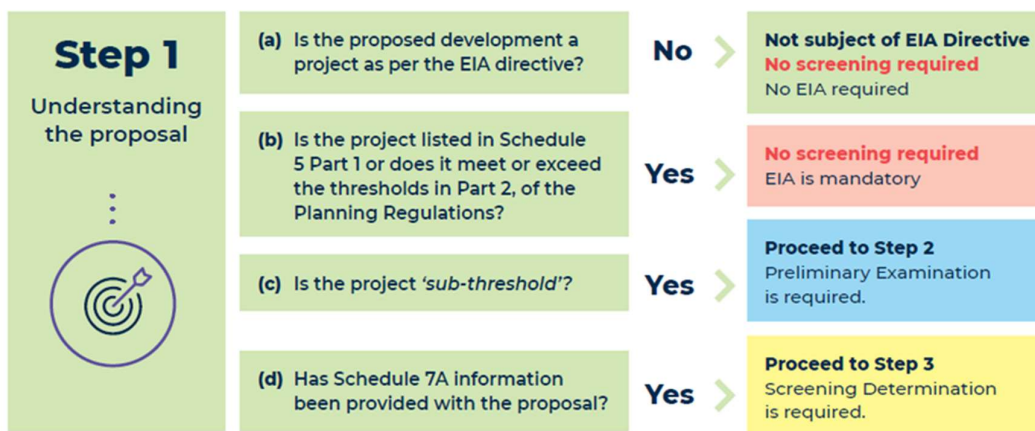 Step 1
Understanding
the proposal
(a) Is the proposed development a
project as per the EIA directive?
No
Not subject of EIA Directive
No screening required
No EIA required
(b) Is the project listed in Schedule
5 Part 1 or does it meet or exceed
the thresholds in Part 2, of the
Planning Regulations?
Yes
No screening required
EIA is mandatory
(c) Is the project ‘sub-threshold’?
Yes
Proceed to Step 2
Preliminary Examination
is required.
(d) Has Schedule 7A information
been provided with the proposal?
Yes
Proceed to Step 3
Screening Determination
is required.